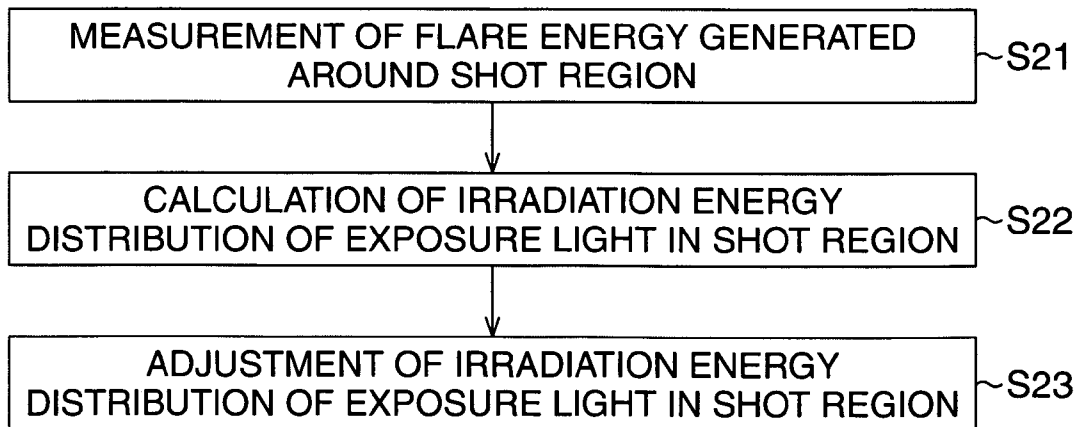 MEASUREMENT OF FLARE ENERGY GENERATED
AROUND SHOT REGION
~S21
CALCULATION OF IRRADIATION ENERGY
DISTRIBUTION OF EXPOSURE LIGHT IN SHOT REGION
~S22
ADJUSTMENT OF IRRADIATION ENERGY
DISTRIBUTION OF EXPOSURE LIGHT IN SHOT REGION
~S23